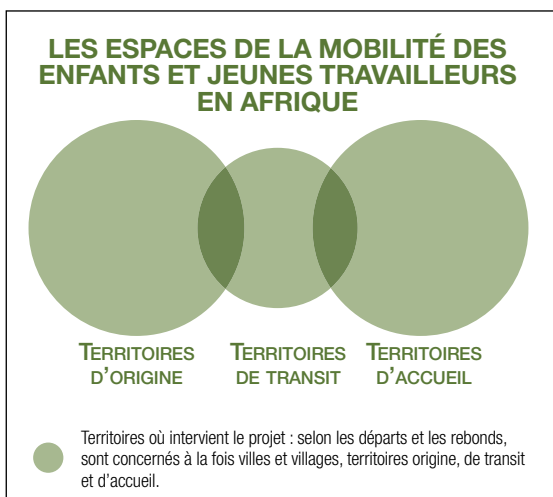 LES ESPACES DE LA MOBILITÉ DES
ENFANTS ET JEUNES TRAVAILLEURS
EN AFRIQUE
TERRITOIRES D'ORIGINE
TERRITOIRES DE TRANSIT
TERRITOIRES D'ACCUEIL
Territoires où intervient le projet : selon les départs et les rebonds,
sont concernés à la fois villes et villages, territoires origine, de transit
et d'accueil.